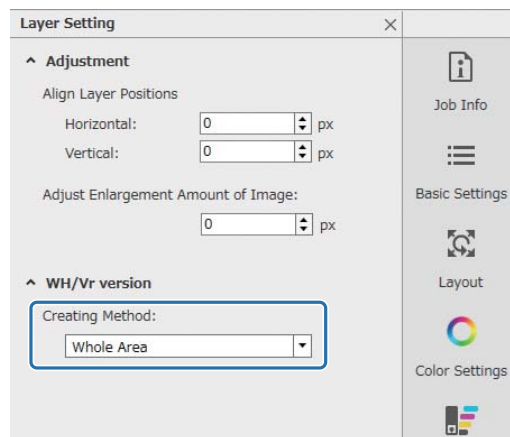 Layer Setting
Adjustment
Align Layer Positions
Horizontal: 0 px
Vertical: 0 px
Adjust Enlargement Amount of Image:
0 px
WH/Vr version
Creating Method:
Whole Area
Job Info
Basic Settings
Layout
Color Settings